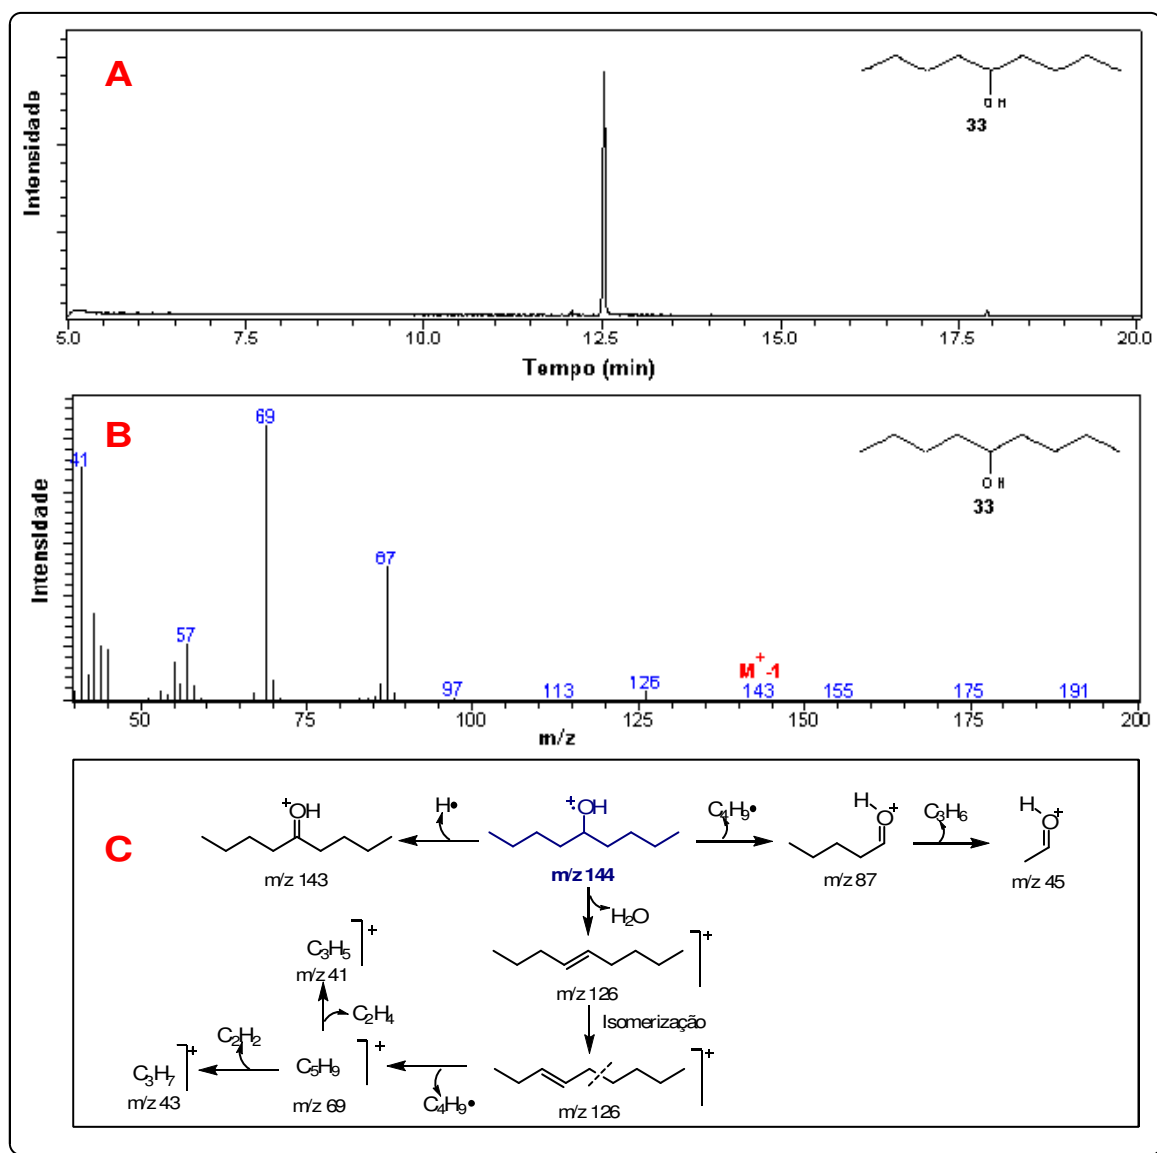 A
Intensidade
OH
33
5.0 7.5 10.0 12.5 15.0 17.5 20.0
Tempo (min)
B
Intensidade
41
69
57
87
97
113
126
M+-1
143
155
175
191
OH
33
50 75 100 125 150 175 200
m/z
C
+OH
m/z 143
H•
+•OH
m/z 144
C4H9•
H O+
m/z 87
C3H6
H O+
m/z 45
H2O
+
m/z 126
Isomerização
+
m/z 126
C4H9•
C5H9 +
m/z 69
C2H4
C3H5 +
m/z 41
C2H2
C3H7 +
m/z 43